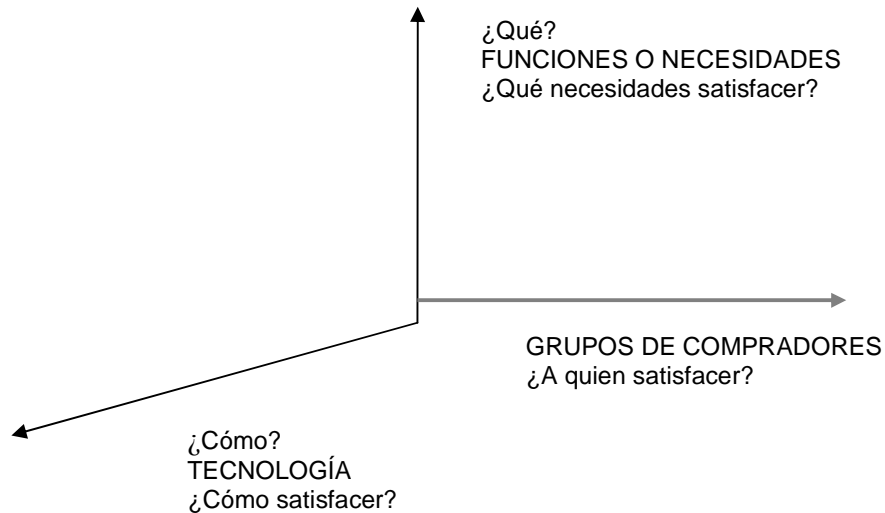 ¿Qué?
FUNCIONES O NECESIDADES
¿Qué necesidades satisfacer?
GRUPOS DE COMPRADORES
¿A quien satisfacer?
¿Cómo?
TECNOLOGÍA
¿Cómo satisfacer?